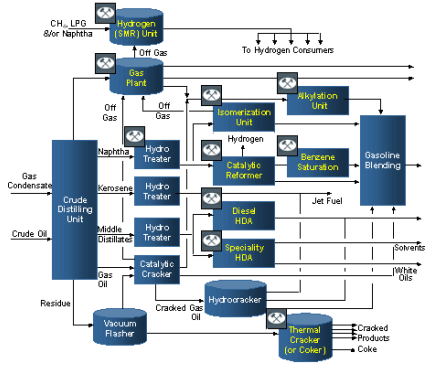 CH₄, LPG
&/or Naphtha
Hydrogen
(SMR) Unit
To Hydrogen Consumers
Off Gas
Gas
Plant
Off
Gas
Off
Gas
Alkylation
Unit
Isomerization
Unit
Hydrogen
Naphtha
Hydro
Treater
Catalytic
Reformer
Benzene
Saturation
Gasoline
Blending
Gas
Condensate
Crude
Distilling
Unit
Kerosene
Hydro
Treater
Jet Fuel
Diesel
HDA
Crude Oil
Middle
Distillates
Hydro
Treater
Speciality
HDA
Solvents
White
Oils
Gas
Oil
Catalytic
Cracker
Residue
Cracked Gas
Oil
Hydrocracker
Vacuum
Flasher
Thermal
Cracker
(or Coker)
Cracked
Products
Coke